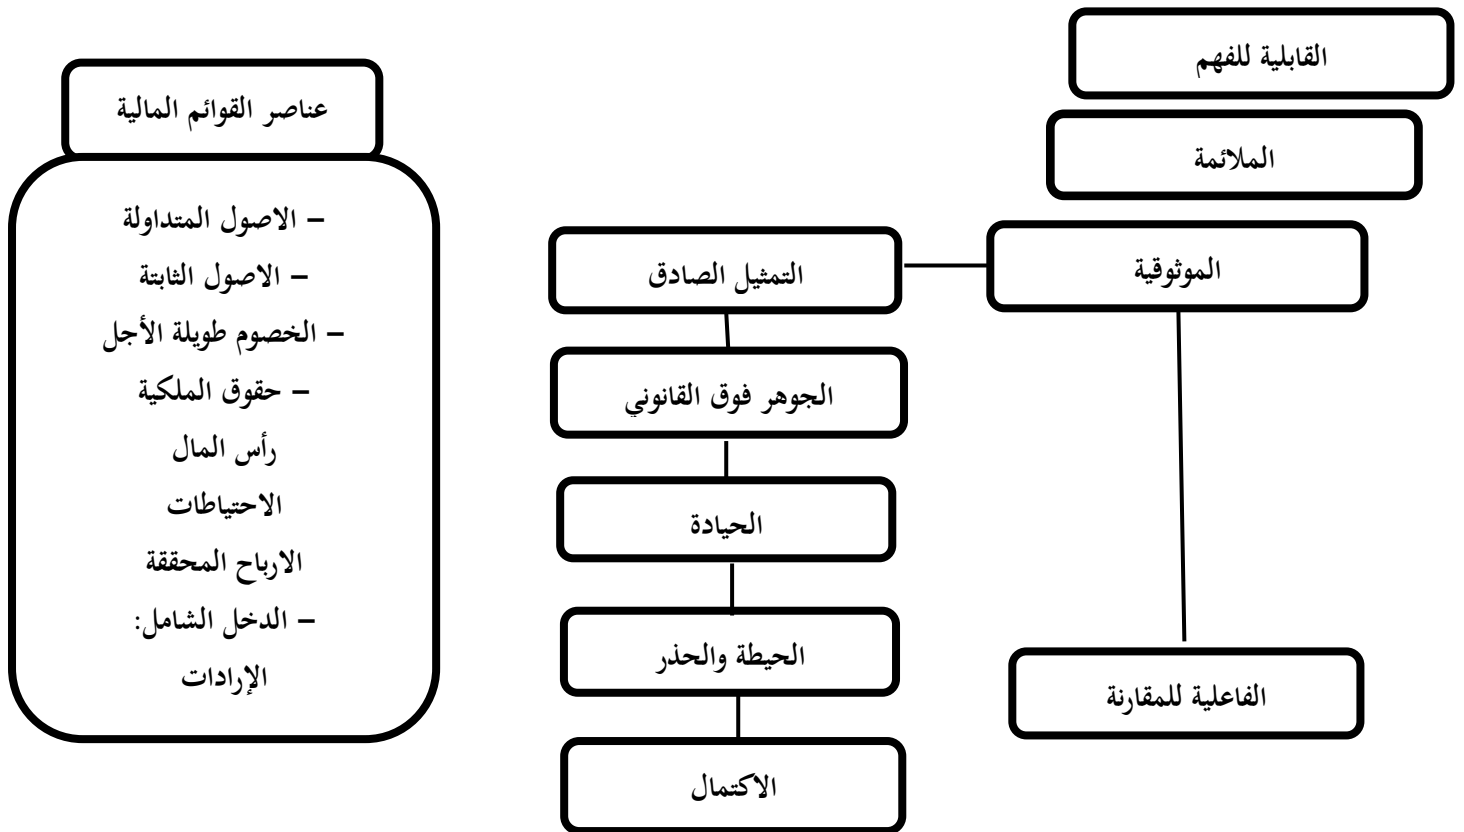 القابلية للفهم
الملائمة
الموثوقية
الفاعلية للمقارنة
التمثيل الصادق
الجوهر فوق القانوني
الحيادة
الحيطة والحذر
الاكتمال
عناصر القوائم المالية
– الاصول المتداولة
– الاصول الثابتة
– الخصوم طويلة الأجل
– حقوق الملكية
رأس المال
الاحتياطات
الارباح المحققة
– الدخل الشامل:
الإرادات